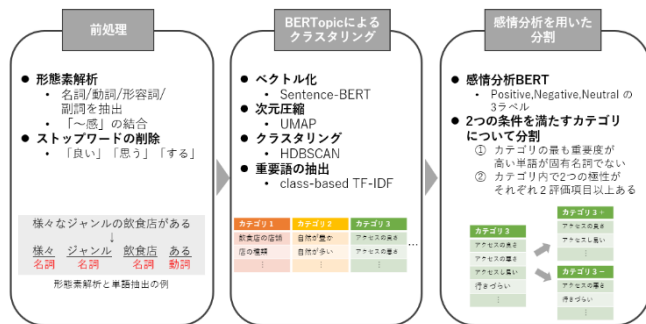 前処理
● 形態素解析
• 名詞/動詞/形容詞/
副詞を抽出
• 「～感」の結合
● ストップワードの削除
• 「良い」「思う」「する」
様々なジャンルの飲食店がある
↓
様々 ジャンル 飲食店 ある
名詞 名詞 名詞 動詞
形態素解析と単語抽出の例
BERTopicによる
クラスタリング
● ベクトル化
• Sentence-BERT
● 次元圧縮
• UMAP
● クラスタリング
• HDBSCAN
● 重要語の抽出
• class-based TF-IDF
カテゴリ1 カテゴリ2 カテゴリ3
飲食店の店舗 自然が豊か アクセスの良さ
店の種類 自然が多い アクセスの悪さ
⋮ ⋮ ⋮
…
感情分析を用いた
分割
● 感情分析BERT
• Positive,Negative,Neutral の
3ラベル
● 2つの条件を満たすカテゴリ
について分割
① カテゴリの最も重要度が
高い単語が固有名詞でない
② カテゴリ内で2つの極性が
それぞれ2評価項目以上ある
カテゴリ3
アクセスの良さ
アクセスの悪さ
アクセスし易い
行きづらい
⋮
カテゴリ3+
アクセスの良さ
アクセスし易い
⋮
カテゴリ3−
アクセスの悪さ
行きづらい
⋮